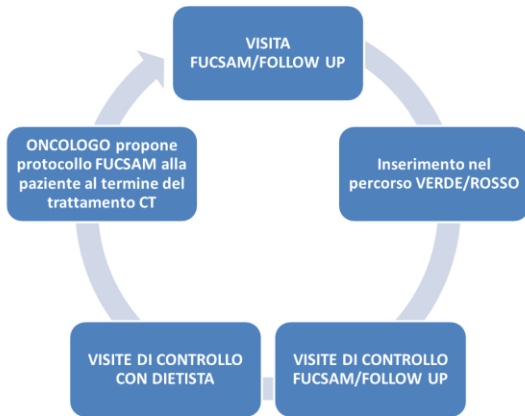 VISITA
FUCSAM/FOLLOW UP
ONCOLOGO propone
protocollo FUCSAM alla
paziente al termine del
trattamento CT
Inserimento nel
percorso VERDE/ROSSO
VISITE DI CONTROLLO
CON DIETISTA
VISITE DI CONTROLLO
FUCSAM/FOLLOW UP